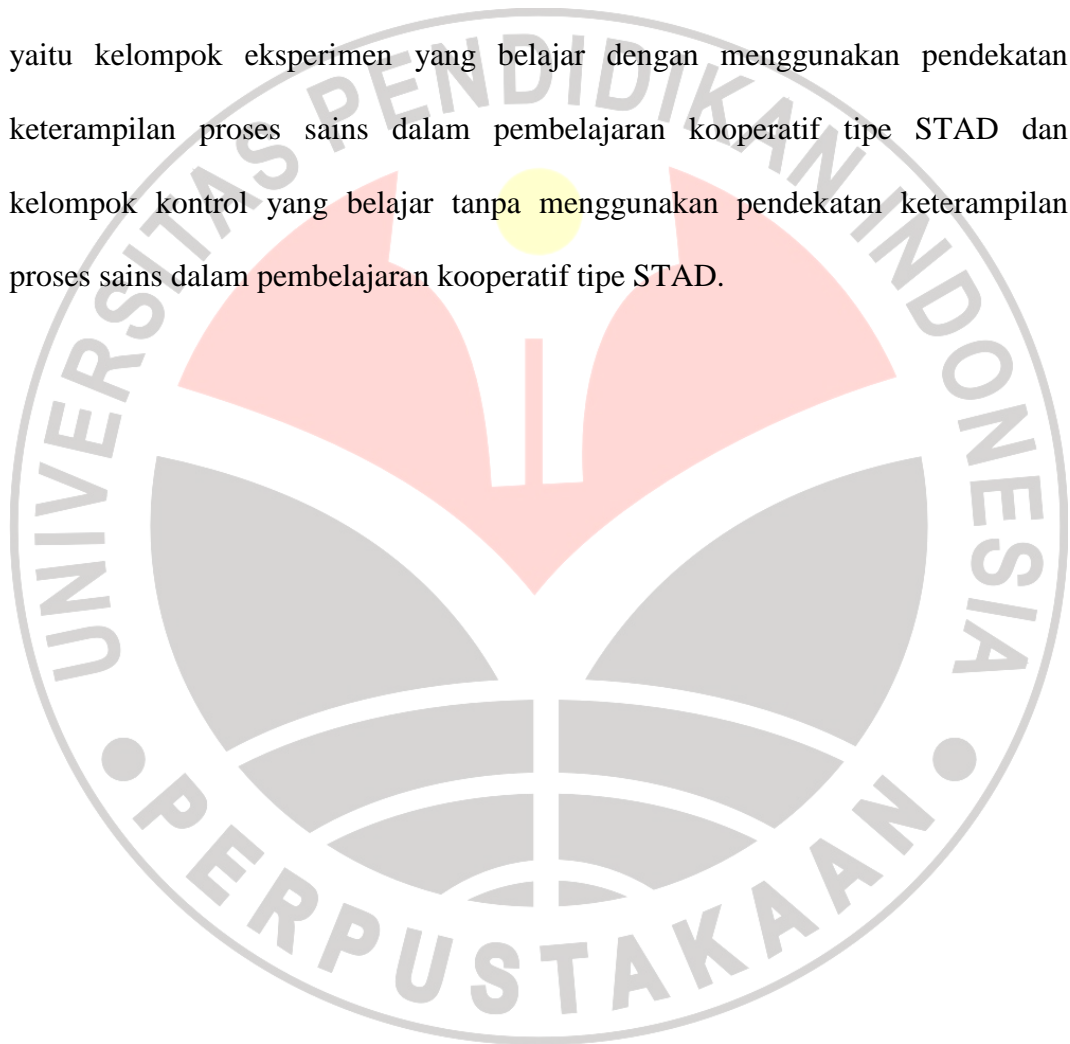 yaitu kelompok eksperimen yang belajar dengan menggunakan pendekatan
keterampilan proses sains dalam pembelajaran kooperatif tipe STAD dan
kelompok kontrol yang belajar tanpa menggunakan pendekatan keterampilan
proses sains dalam pembelajaran kooperatif tipe STAD.
UNIVERSITAS PENDIDIKAN INDONESIA
PERPUSTAKAAN